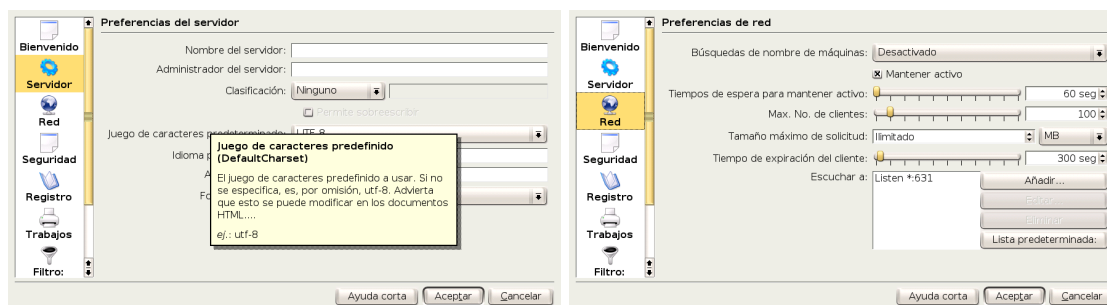 Preferencias del servidor
Bienvenido
Servidor
Red
Seguridad
Registro
Trabajos
Filtro:
Nombre del servidor:
Administrador del servidor:
Clasificación: Ninguno
Permite sobreescribir
Juego de caracteres predeterminado: UTF-8
Idioma
Juego de caracteres predefinido
(DefaultCharset)
El juego de caracteres predefinido a usar. Si no
se especifica, es, por omisión, utf-8. Advierta
que esto se puede modificar en los documentos
HTML....
ej.: utf-8
Ayuda corta Aceptar Cancelar
Preferencias de red
Bienvenido
Servidor
Red
Seguridad
Registro
Trabajos
Filtro:
Búsquedas de nombre de máquinas: Desactivado
Mantener activo
Tiempos de espera para mantener activo: 60 seg
Max. No. de clientes: 100
Tamaño máximo de solicitud: Ilimitado MB
Tiempo de expiración del cliente: 300 seg
Escuchar a: Listen *:631
Añadir...
Editar...
Eliminar
Lista predeterminada:
Ayuda corta Aceptar Cancelar